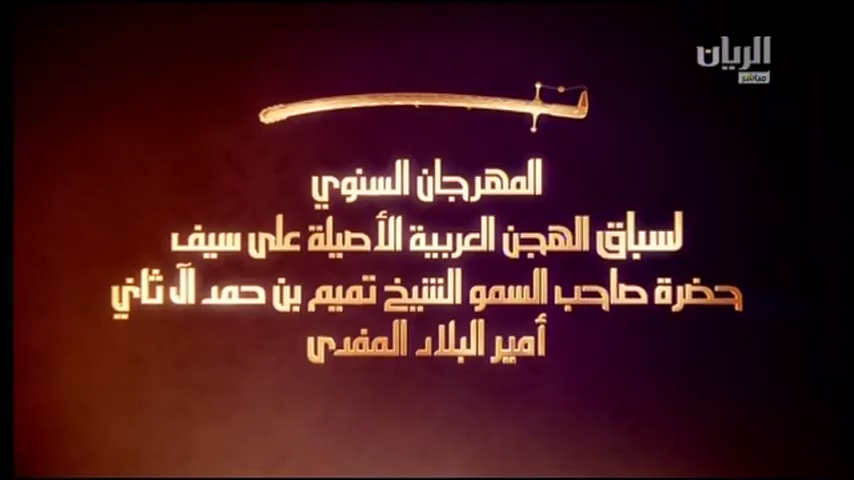 الريان
مباشر
المهرجان السنوي
لسباق الهجن العربية الأصيلة على سيف
حضرة صاحب السمو الشيخ تميم بن حمد آل ثاني
أمير البلاد المفدى